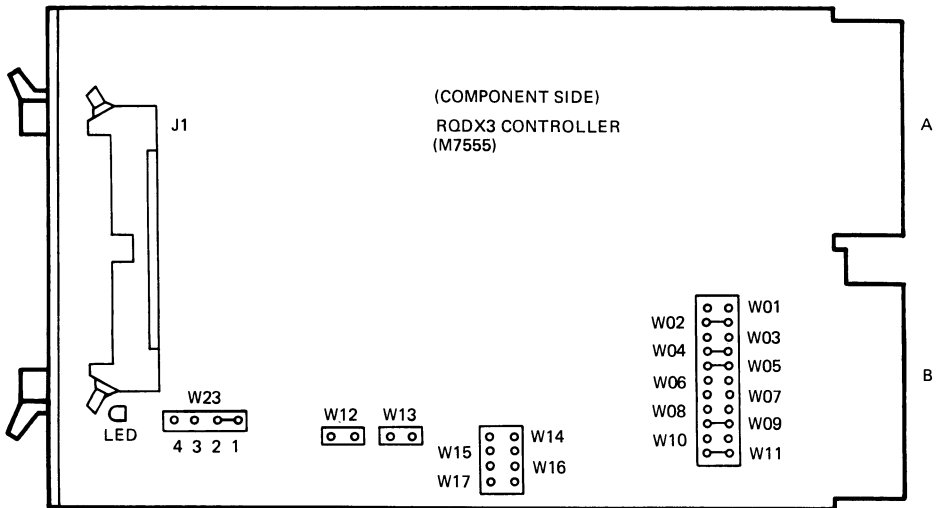 (COMPONENT SIDE)
RQDX3 CONTROLLER
(M7555)
J1
A
B
W01
W02
W03
W04
W05
W06
W07
W08
W09
W10
W11
W23
4 3 2 1
LED
W12
W13
W14
W15
W16
W17